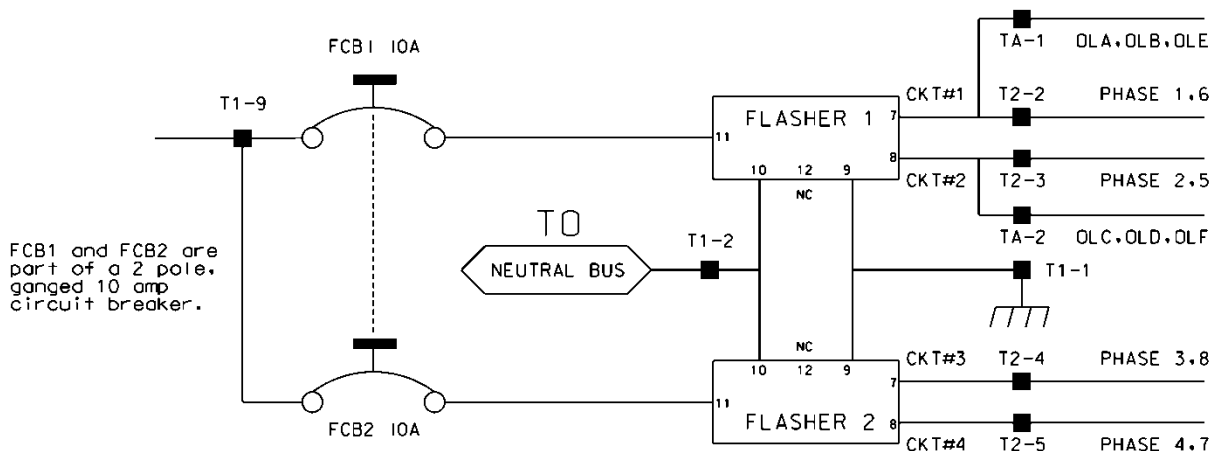 TA-1 OLA.OLB.OLE
FCB1 10A
T1-9
CKT#1 T2-2 PHASE 1.6
7
FLASHER 1
11
8
10 12 9
NC
CKT#2 T2-3 PHASE 2.5
TA-2 OLC.OLD.OLF
TO
T1-2
NEUTRAL BUS
T1-1
FCB1 and FCB2 are
part of a 2 pole.
ganged 10 amp
circuit breaker.
NC
10 12 9
CKT#3 T2-4 PHASE 3.8
7
11
FLASHER 2
8
FCB2 10A
CKT#4 T2-5 PHASE 4.7